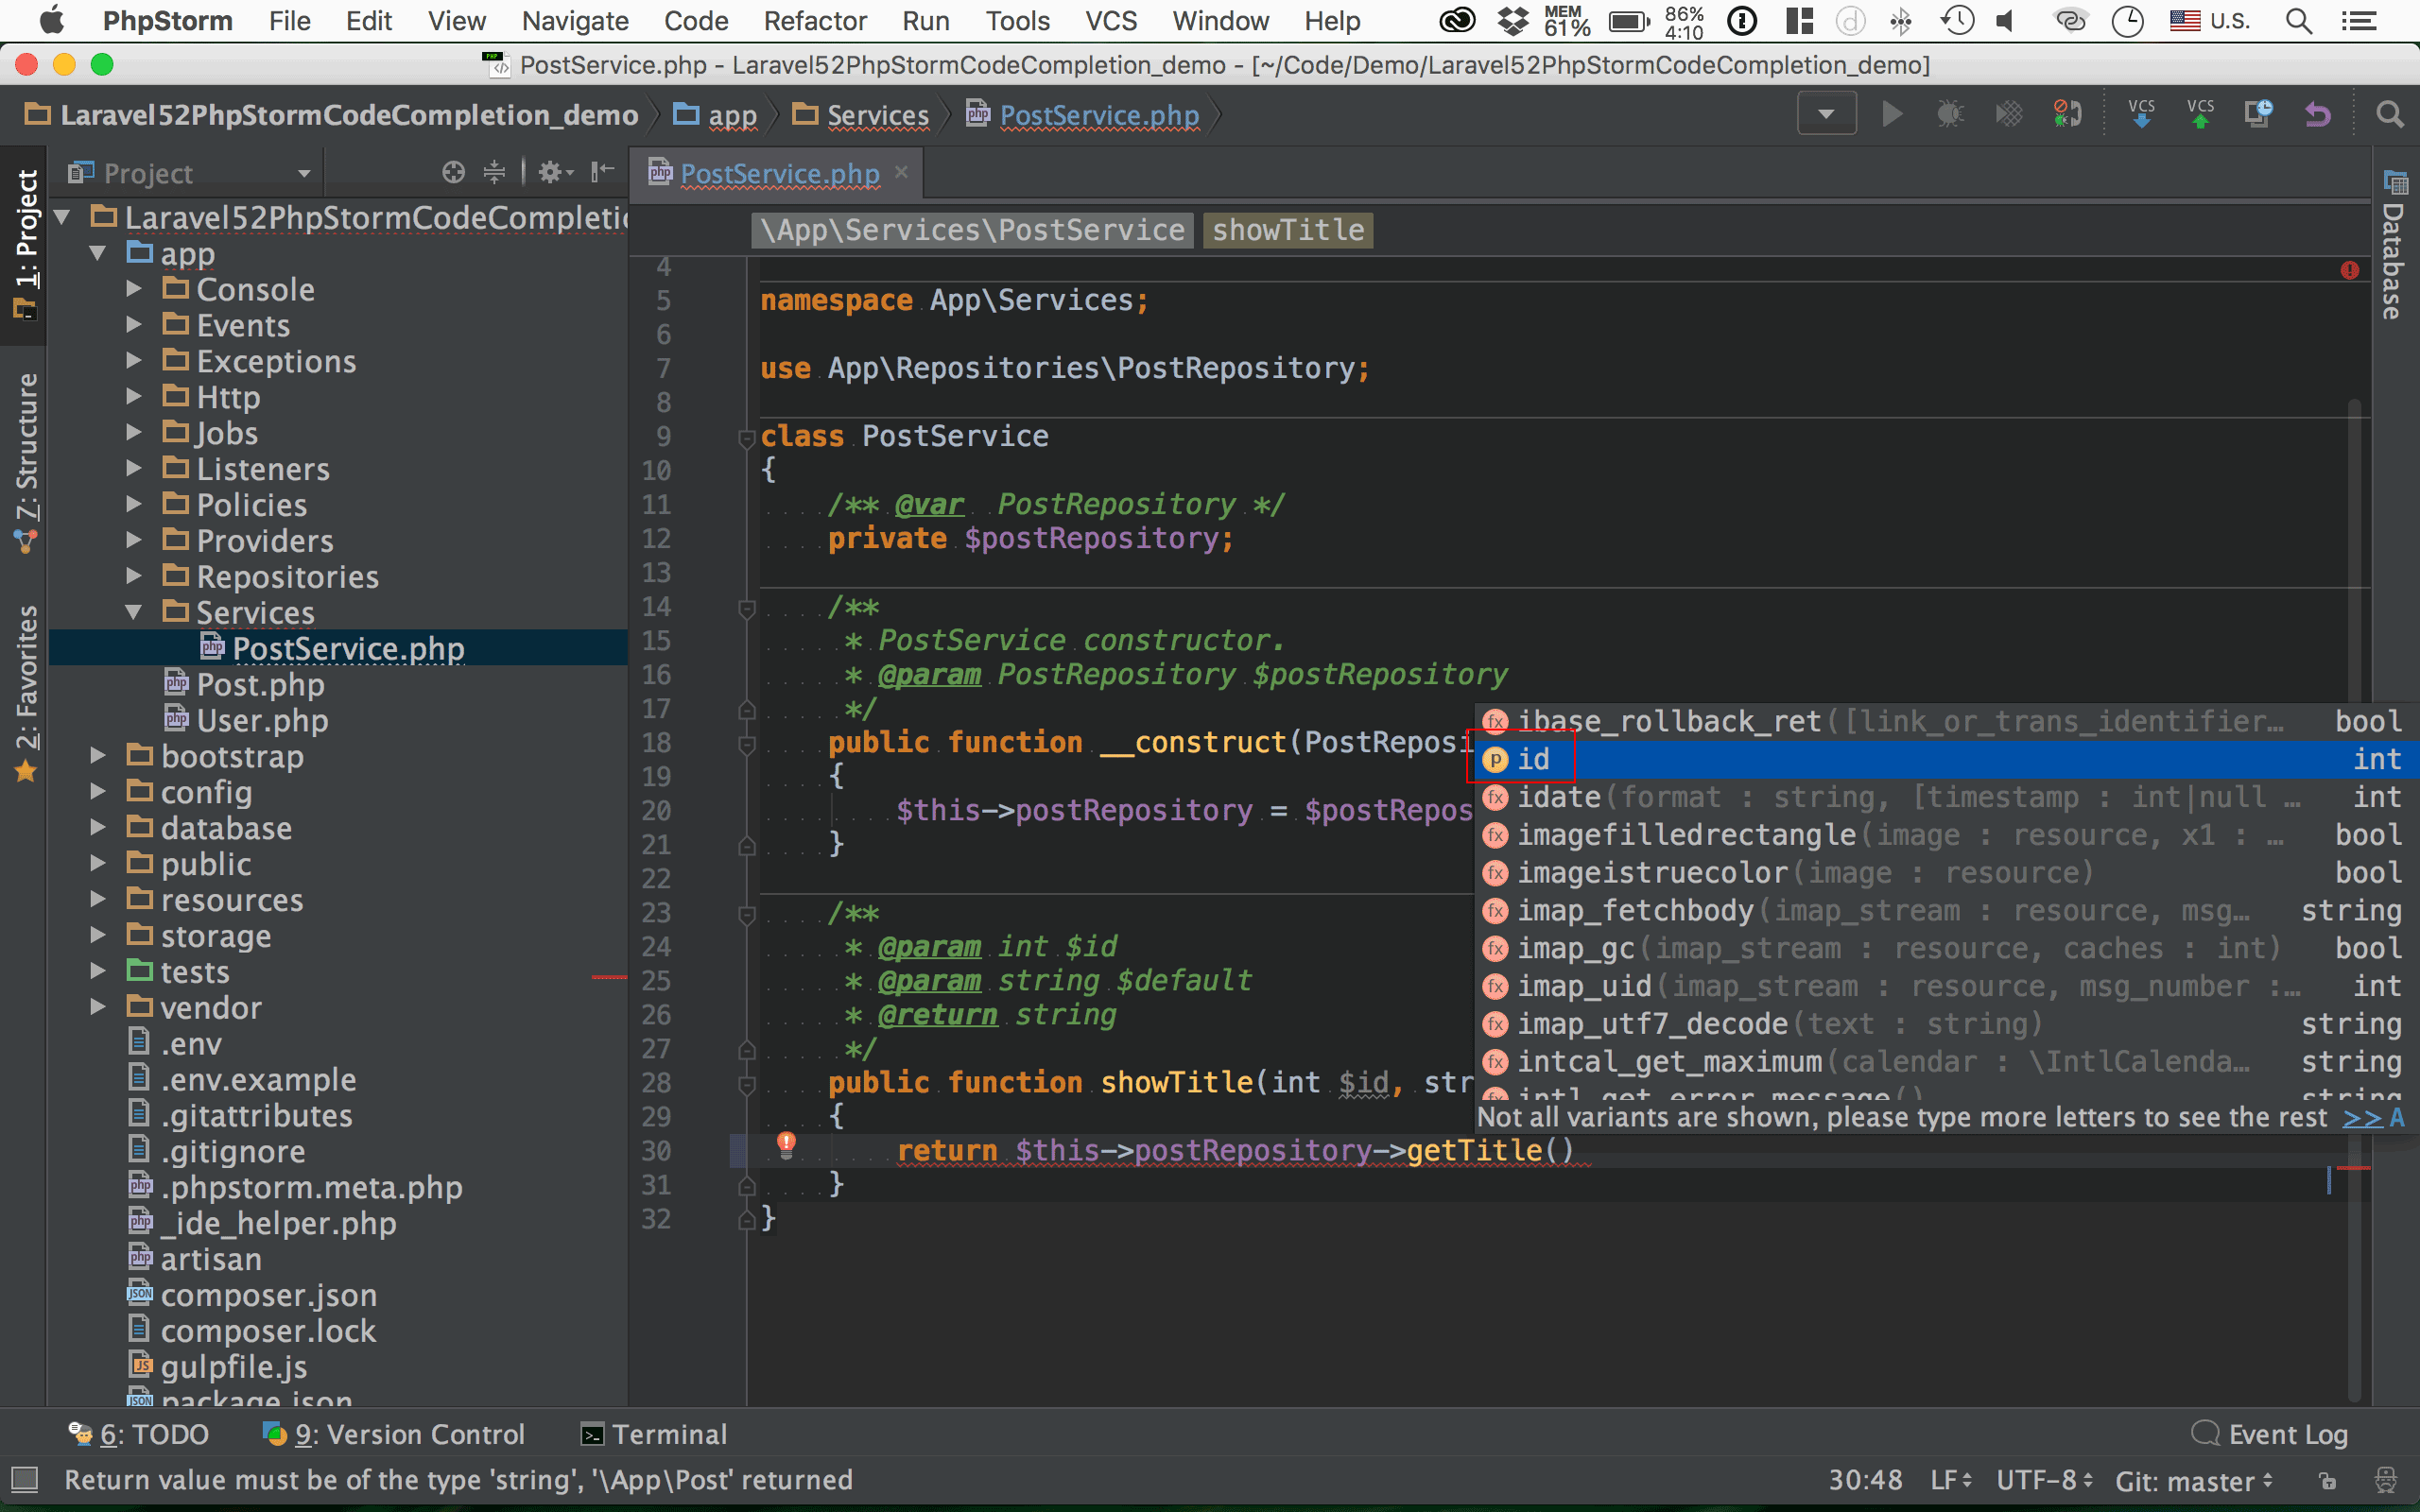 PhpStorm File Edit View Navigate Code Refactor Run Tools VCS Window Help MEM 61% 86% 4:10 U.S.
PostService.php - Laravel52PhpStormCodeCompletion_demo - [~/Code/Demo/Laravel52PhpStormCodeCompletion_demo]
Laravel52PhpStormCodeCompletion_demo app Services PostService.php VCS VCS
Project
PostService.php
1: Project
7: Structure
2: Favorites
Database
Laravel52PhpStormCodeCompletio
app
Console
Events
Exceptions
Http
Jobs
Listeners
Policies
Providers
Repositories
Services
PostService.php
Post.php
User.php
bootstrap
config
database
public
resources
storage
tests
vendor
.env
.env.example
.gitattributes
.gitignore
.phpstorm.meta.php
_ide_helper.php
artisan
composer.json
composer.lock
gulpfile.js
package.json
\App\Services\PostService showTitle
4
5 namespace App\Services;
6
7 use App\Repositories\PostRepository;
8
9 class PostService
10 {
11 /** @var PostRepository */
12 private $postRepository;
13
14 /**
15 * PostService constructor.
16 * @param PostRepository $postRepository
17 */
18 public function __construct(PostReposi
19 {
20 $this->postRepository = $postRepos
21 }
22
23 /**
24 * @param int $id
25 * @param string $default
26 * @return string
27 */
28 public function showTitle(int $id, str
29 {
30 return $this->postRepository->getTitle()
31 }
32 }
ibase_rollback_ret([link_or_trans_identifier… bool
id int
idate(format : string, [timestamp : int|null … int
imagefilledrectangle(image : resource, x1 : … bool
imageistruecolor(image : resource) bool
imap_fetchbody(imap_stream : resource, msg… string
imap_gc(imap_stream : resource, caches : int) bool
imap_uid(imap_stream : resource, msg_number :… int
imap_utf7_decode(text : string) string
intcal_get_maximum(calendar : \IntlCalenda… string
intl_get_error_message() string
Not all variants are shown, please type more letters to see the rest >> A
6: TODO 9: Version Control Terminal Event Log
Return value must be of the type 'string', '\App\Post' returned 30:48 LF UTF-8 Git: master